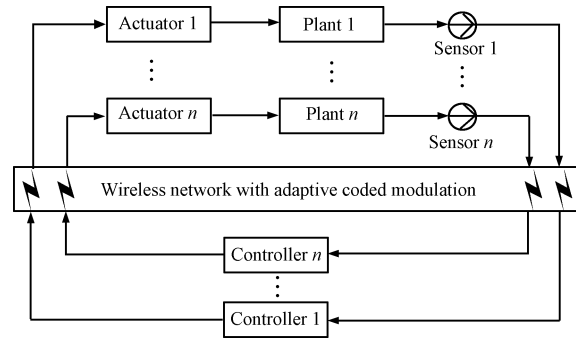 Actuator 1
Plant 1
Sensor 1
Actuator n
Plant n
Sensor n
Wireless network with adaptive coded modulation
Controller n
Controller 1